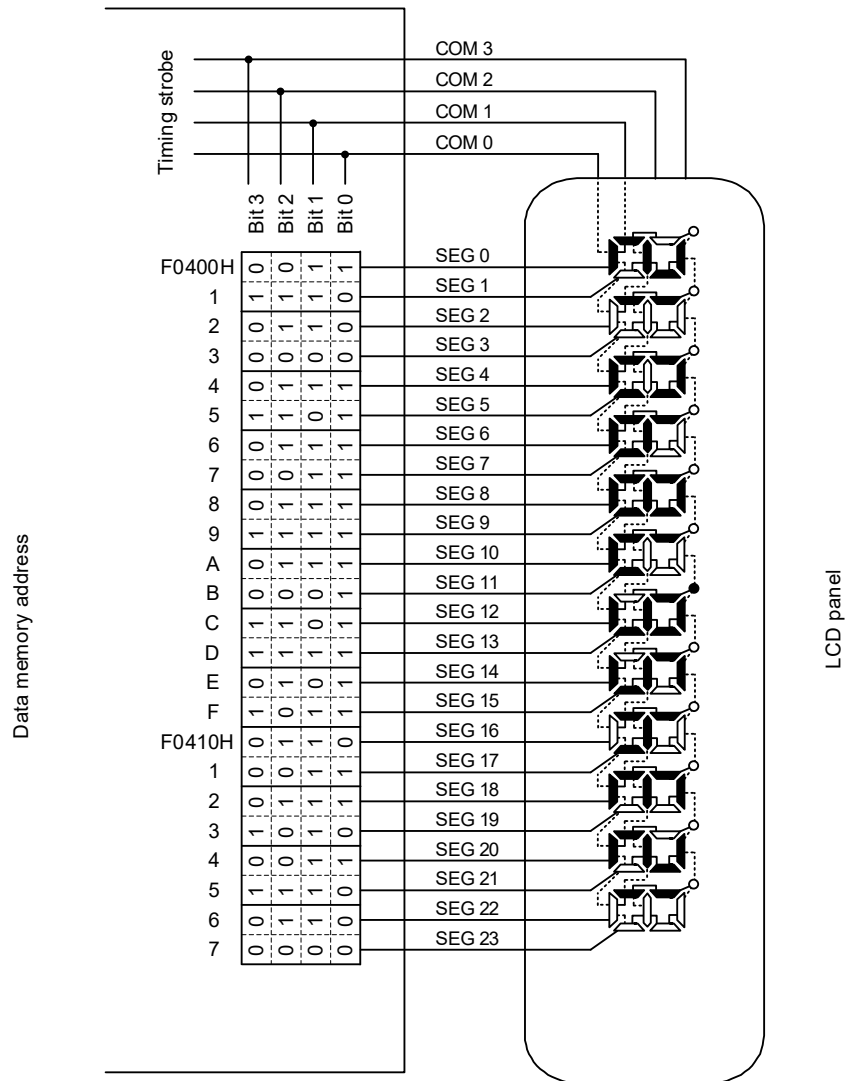 Timing strobe
COM 3
COM 2
COM 1
COM 0
Bit 3 Bit 2 Bit 1 Bit 0
F0400H 0 0 1 1 SEG 0
1 1 1 1 0 SEG 1
2 0 1 1 0 SEG 2
3 0 0 0 0 SEG 3
4 0 1 1 1 SEG 4
5 1 1 0 1 SEG 5
6 0 1 1 1 SEG 6
7 0 0 1 1 SEG 7
8 0 1 1 1 SEG 8
9 1 1 1 1 SEG 9
A 0 1 1 1 SEG 10
B 0 0 0 1 SEG 11
C 1 1 0 1 SEG 12
D 1 1 1 1 SEG 13
E 0 1 0 1 SEG 14
F 1 0 1 1 SEG 15
F0410H 0 1 1 0 SEG 16
1 0 0 1 1 SEG 17
2 0 1 1 1 SEG 18
3 1 0 1 0 SEG 19
4 0 0 1 1 SEG 20
5 1 1 1 0 SEG 21
6 0 1 1 0 SEG 22
7 0 0 0 0 SEG 23
Data memory address
LCD panel